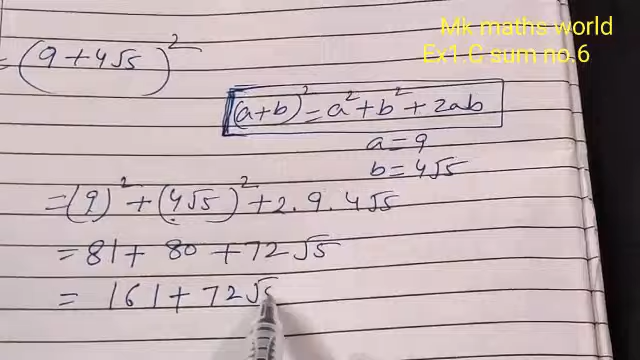 Mk maths world
Ex1.C sum no.6
= (9 + 4√5)²
(a+b)² = a² + b² + 2ab
a = 9
b = 4√5
= (9)² + (4√5)² + 2.9.4√5
= 81 + 80 + 72√5
= 161 + 72√5